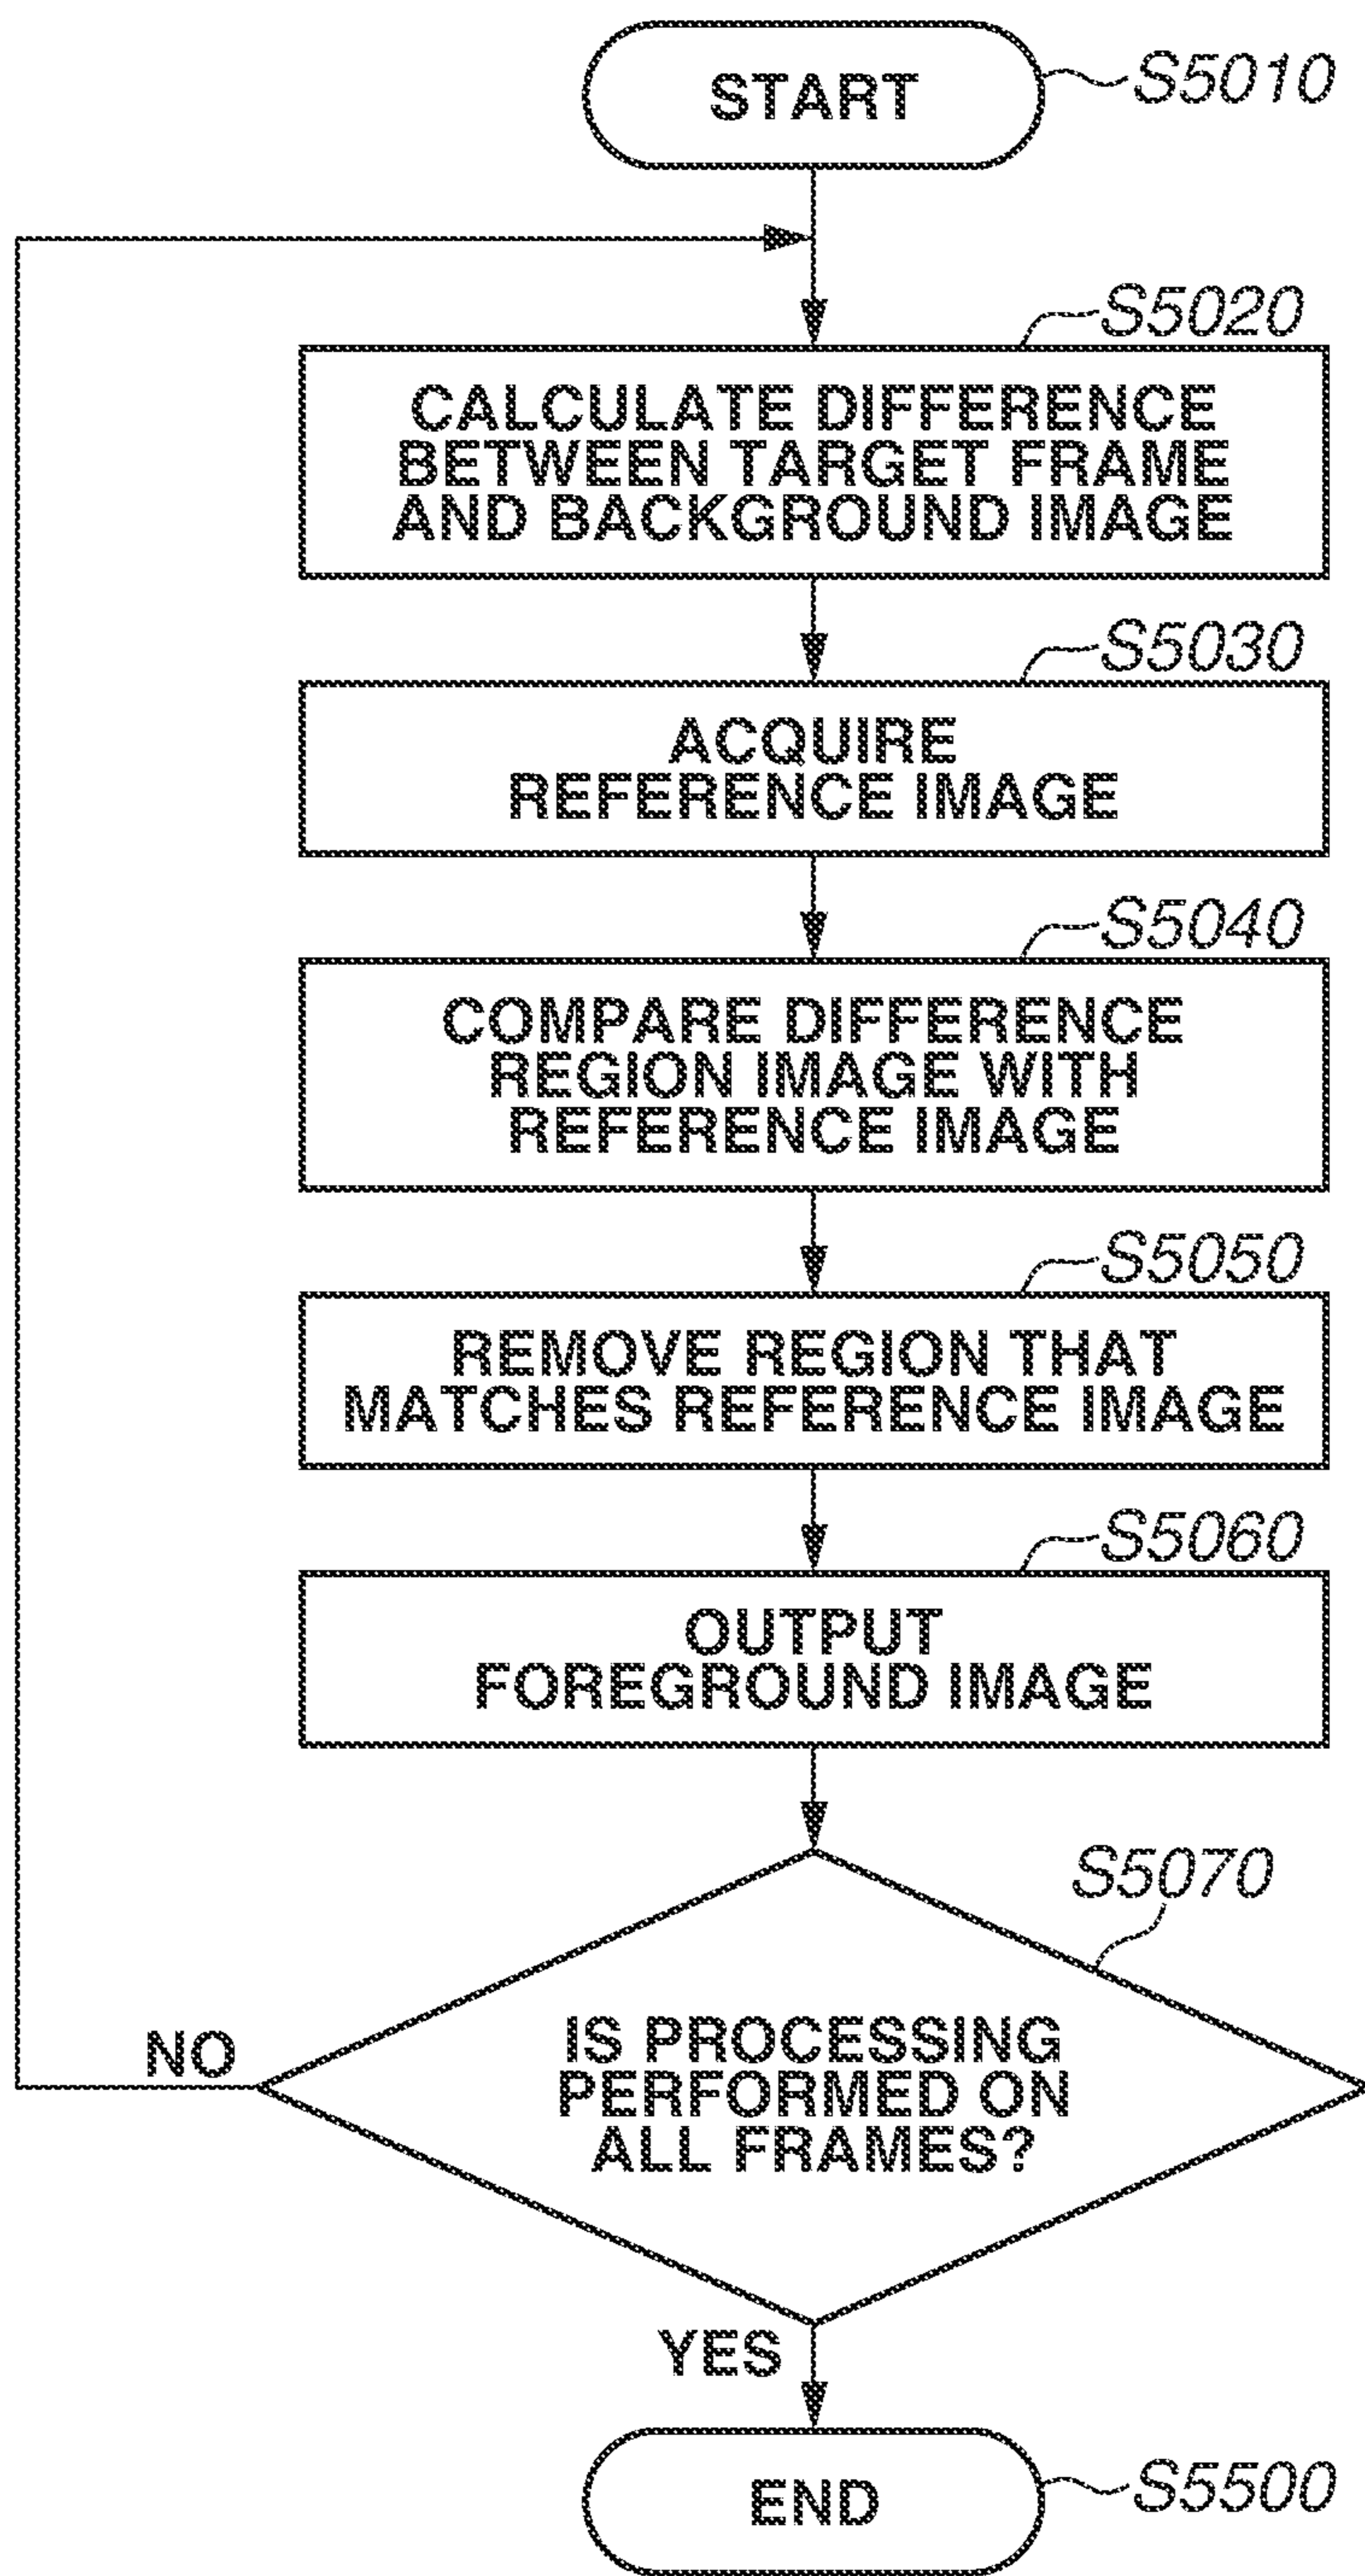 START
S5010
S5020
CALCULATE DIFFERENCE
BETWEEN TARGET FRAME
AND BACKGROUND IMAGE
S5030
ACQUIRE
REFERENCE IMAGE
S5040
COMPARE DIFFERENCE
REGION IMAGE WITH
REFERENCE IMAGE
S5050
REMOVE REGION THAT
MATCHES REFERENCE IMAGE
S5060
OUTPUT
FOREGROUND IMAGE
S5070
IS PROCESSING
PERFORMED ON
ALL FRAMES?
NO
YES
END
S5500